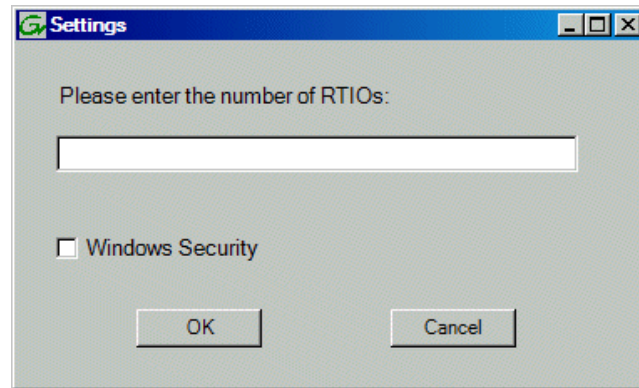 Settings
Please enter the number of RTIOs:
Windows Security
OK
Cancel